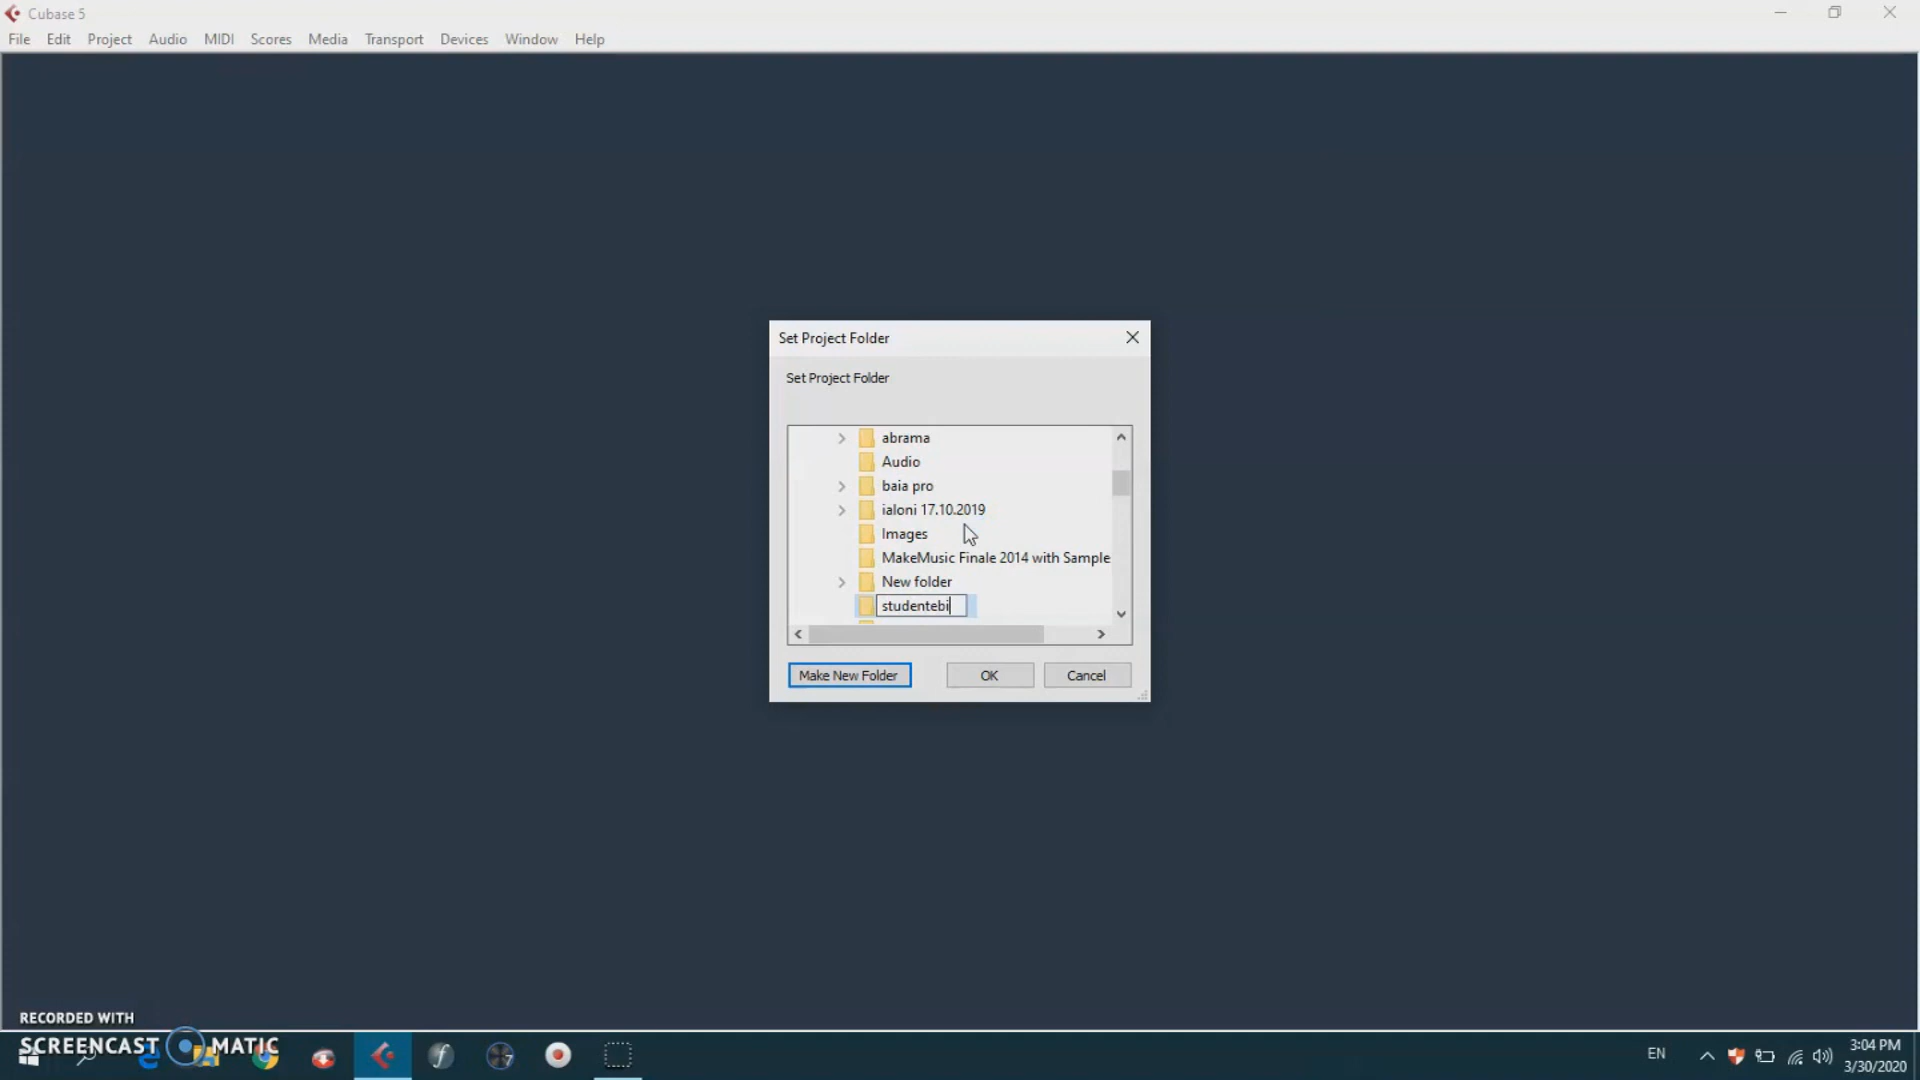 Cubase 5
File Edit Project Audio MIDI Scores Media Transport Devices Window Help
Set Project Folder
Set Project Folder
abrama
Audio
baia pro
ialoni 17.10.2019
Images
MakeMusic Finale 2014 with Sample
New folder
studentebi
Make New Folder OK Cancel
RECORDED WITH
SCREENCAST MATIC
EN
3:04 PM
3/30/2020